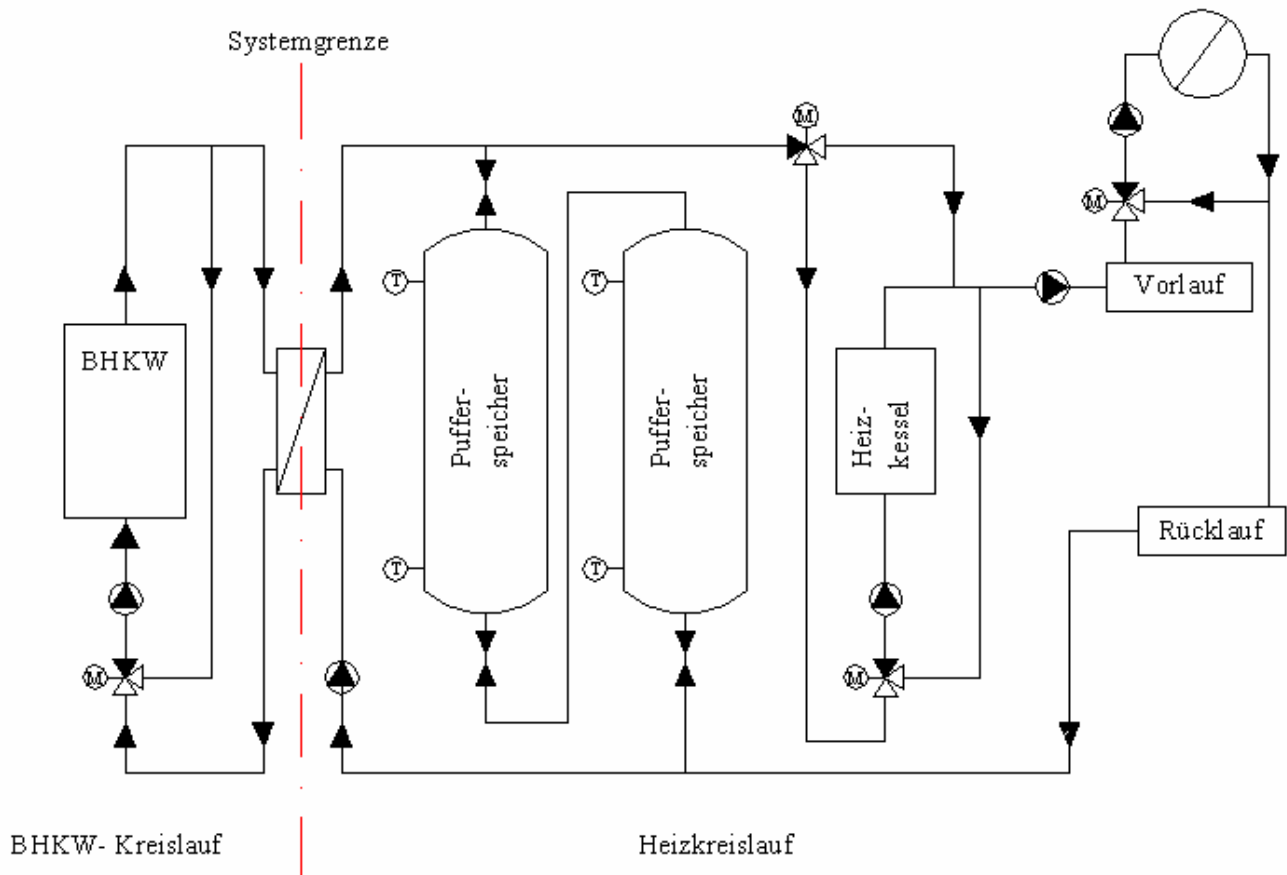 Systemgrenze
M
M
BHKW
T
T
Puffer-
speicher
Puffer-
speicher
Heiz-
kessel
Vorlauf
T
T
Rücklauf
M
M
BHKW- Kreislauf
Heizkreislauf